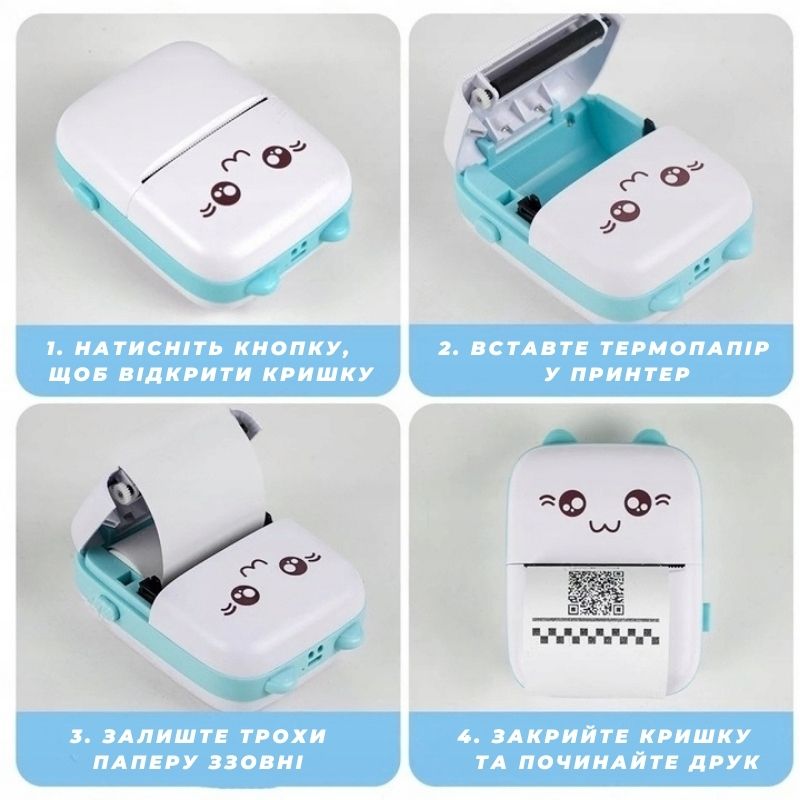 1. НАТИСНІТЬ КНОПКУ,
ЩОБ ВІДКРИТИ КРИШКУ
2. ВСТАВТЕ ТЕРМОПАПІР
У ПРИНТЕР
3. ЗАЛИШТЕ ТРОХИ
ПАПЕРУ ЗЗОВНІ
4. ЗАКРИЙТЕ КРИШКУ
ТА ПОЧИНАЙТЕ ДРУК